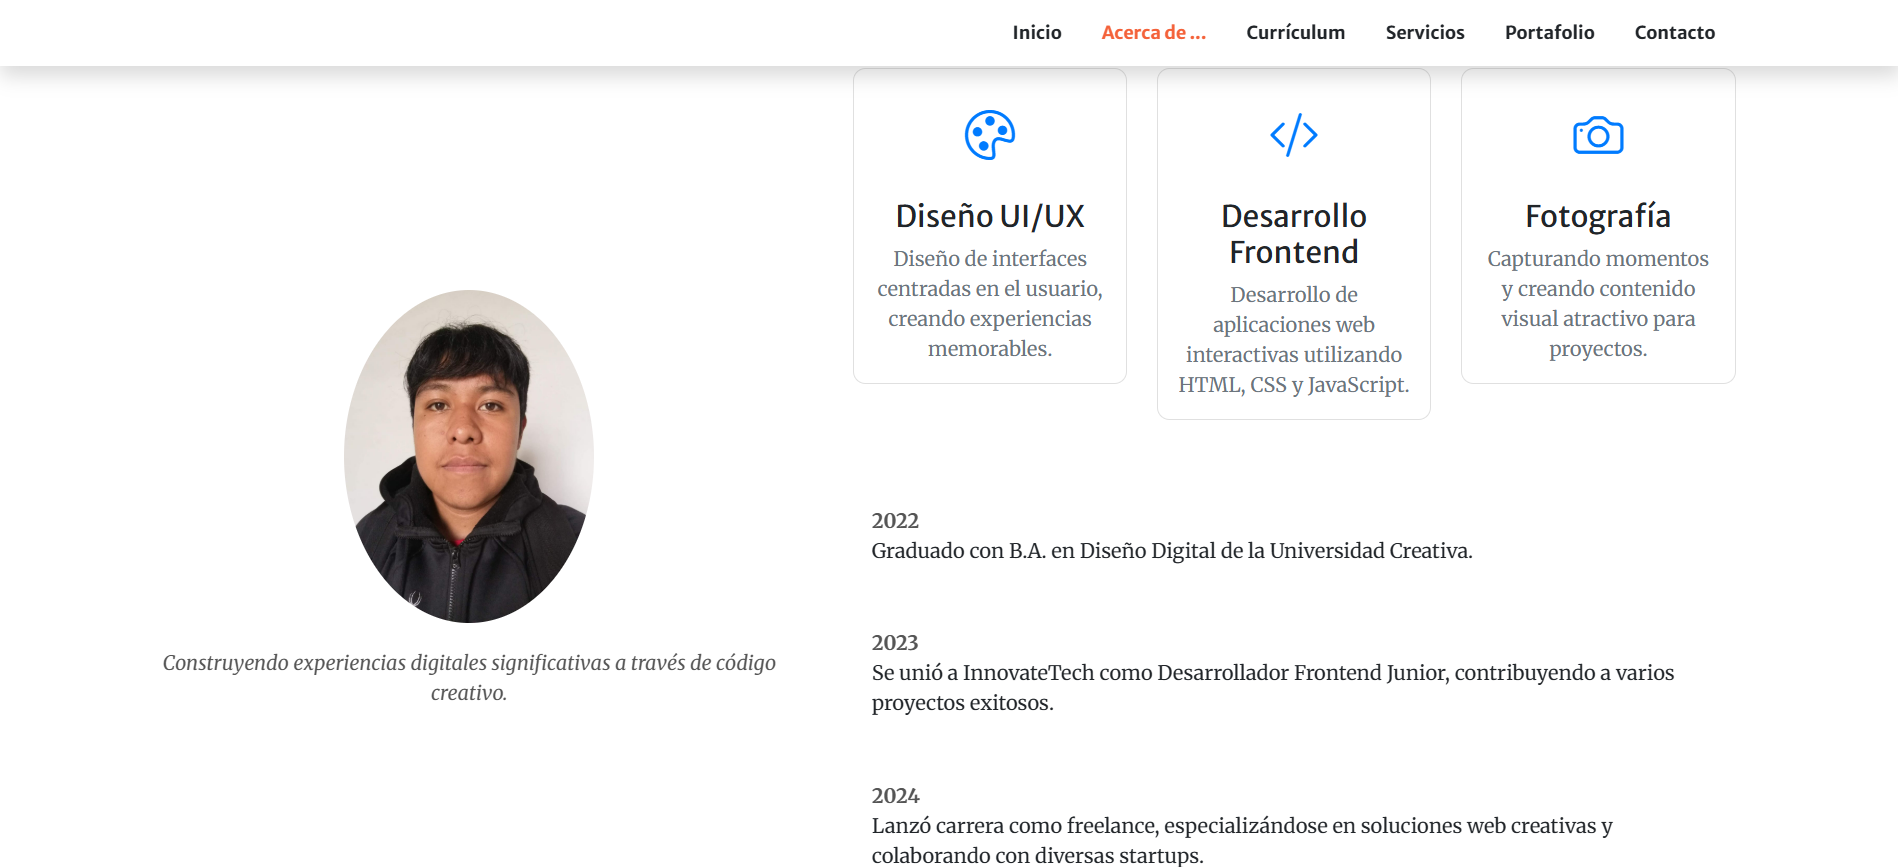 Inicio
Acerca de ...
Currículum
Servicios
Portafolio
Contacto
Diseño UI/UX
Diseño de interfaces
centradas en el usuario,
creando experiencias
memorables.
Desarrollo
Frontend
Desarrollo de
aplicaciones web
interactivas utilizando
HTML, CSS y JavaScript.
Fotografía
Capturando momentos
y creando contenido
visual atractivo para
proyectos.
Construyendo experiencias digitales significativas a través de código
creativo.
2022
Graduado con B.A. en Diseño Digital de la Universidad Creativa.
2023
Se unió a InnovateTech como Desarrollador Frontend Junior, contribuyendo a varios
proyectos exitosos.
2024
Lanzó carrera como freelance, especializándose en soluciones web creativas y
colaborando con diversas startups.